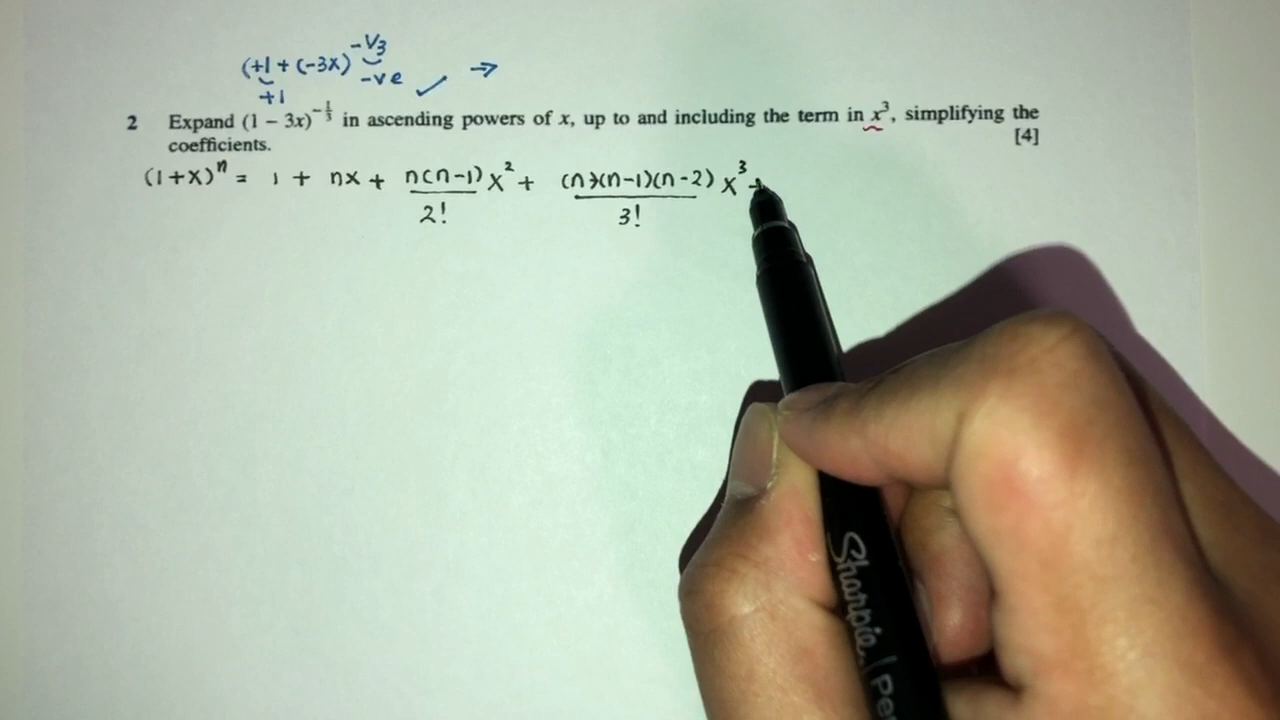 (+1 + (-3x)^-1/3
+1 -ve ✓ →
2 Expand (1 − 3x)^−1/3 in ascending powers of x, up to and including the term in x³, simplifying the
coefficients. [4]
(1+x)^n = 1 + nx + n(n-1)/2! x² + (n)(n-1)(n-2)/3! x³ +
Sharpie. | Pe